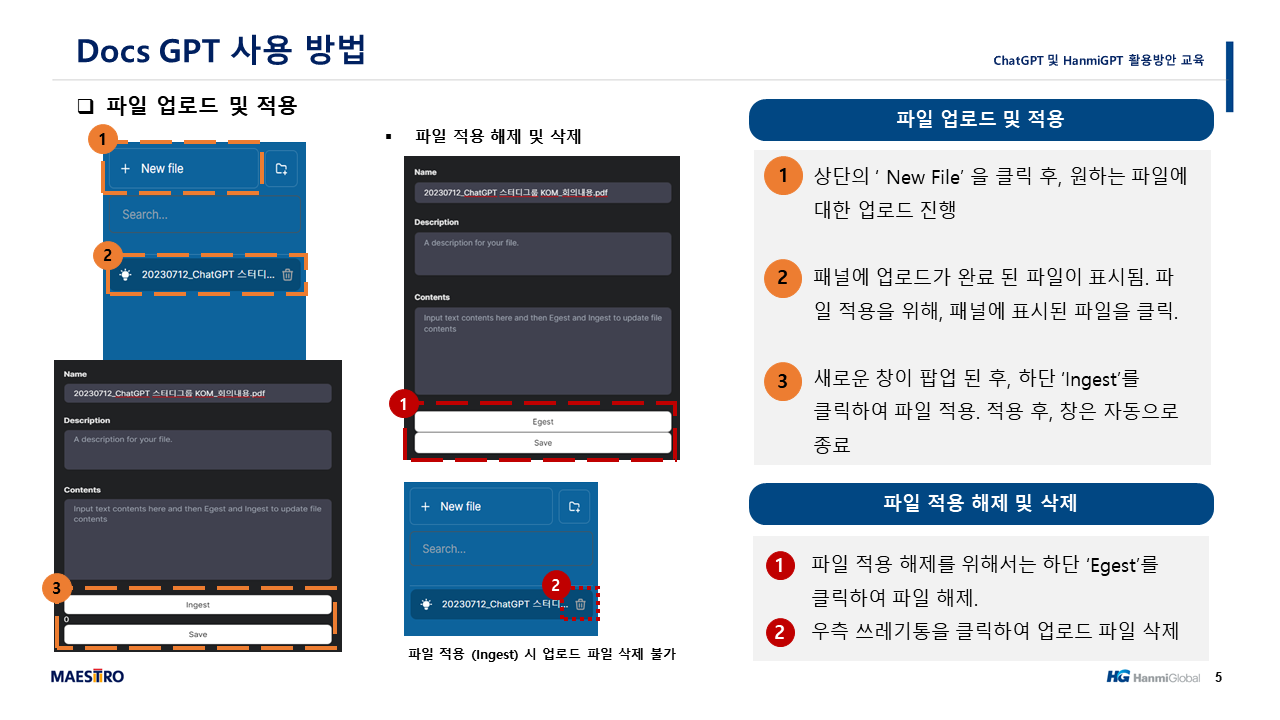 Docs GPT 사용 방법
ChatGPT 및 HanmiGPT 활용방안 교육
파일 업로드 및 적용
1
+ New file
Search...
2
20230712_ChatGPT 스터디...
Name
20230712_ChatGPT 스터디그룹 KOM_회의내용.pdf
Description
A description for your file.
Contents
Input text contents here and then Egest and Ingest to update file
contents
3
Ingest
0
Save
파일 적용 해제 및 삭제
Name
20230712_ChatGPT 스터디그룹 KOM_회의내용.pdf
Description
A description for your file.
Contents
Input text contents here and then Egest and Ingest to update file
contents
1
Egest
Save
+ New file
Search...
2
20230712_ChatGPT 스터디...
파일 적용 (Ingest) 시 업로드 파일 삭제 불가
파일 업로드 및 적용
1 상단의 ‘ New File’ 을 클릭 후, 원하는 파일에
대한 업로드 진행
2 패널에 업로드가 완료 된 파일이 표시됨. 파
일 적용을 위해, 패널에 표시된 파일을 클릭.
3 새로운 창이 팝업 된 후, 하단 ‘Ingest’를
클릭하여 파일 적용. 적용 후, 창은 자동으로
종료
파일 적용 해제 및 삭제
1 파일 적용 해제를 위해서는 하단 ‘Egest’를
클릭하여 파일 해제.
2 우측 쓰레기통을 클릭하여 업로드 파일 삭제
MAESTRO
HG HanmiGlobal 5